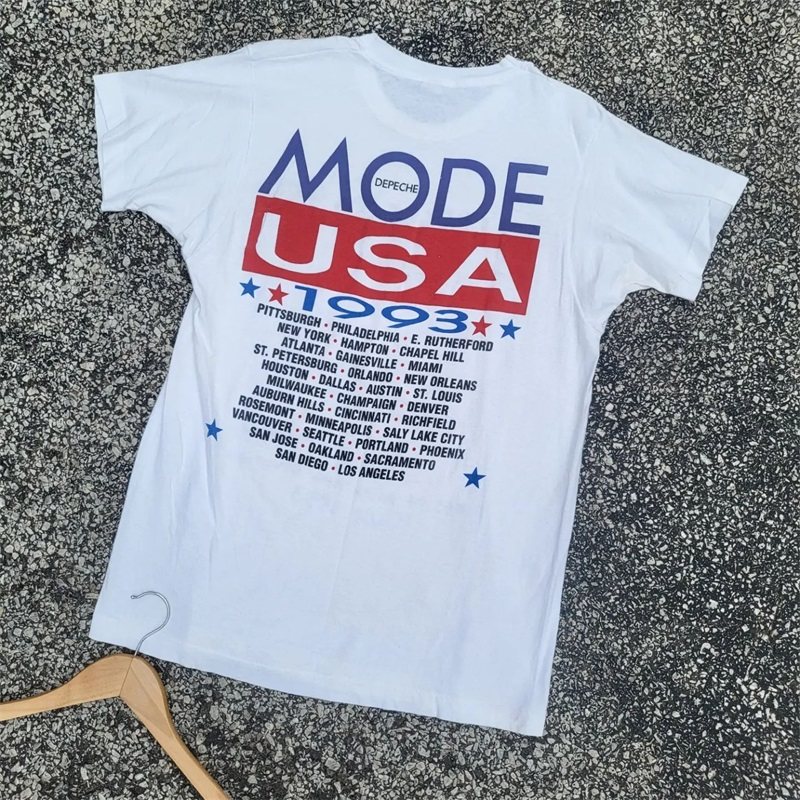 MODE
DEPECHE
USA
1993
PITTSBURGH • PHILADELPHIA • E. RUTHERFORD
NEW YORK • HAMPTON • CHAPEL HILL
ATLANTA • GAINESVILLE • MIAMI
ST. PETERSBURG • ORLANDO • NEW ORLEANS
HOUSTON • DALLAS • AUSTIN • ST. LOUIS
MILWAUKEE • CHAMPAIGN • DENVER
AUBURN HILLS • CINCINNATI • RICHFIELD
ROSEMONT • MINNEAPOLIS • SALY LAKE CITY
VANCOUVER • SEATTLE • PORTLAND • PHOENIX
SAN JOSE • OAKLAND • SACRAMENTO
SAN DIEGO • LOS ANGELES